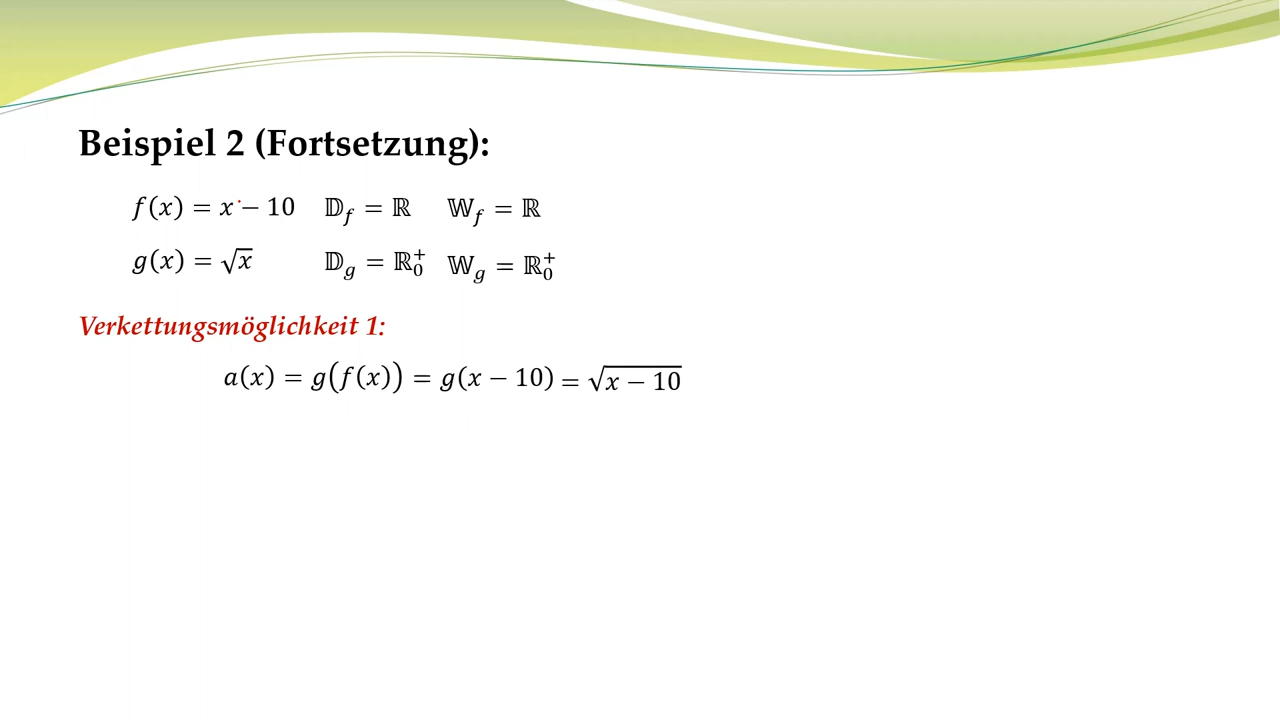 Beispiel 2 (Fortsetzung):
f(x) = x − 10 𝔻_f = ℝ 𝕎_f = ℝ
g(x) = √x 𝔻_g = ℝ₀⁺ 𝕎_g = ℝ₀⁺
Verkettungsmöglichkeit 1:
a(x) = g(f(x)) = g(x − 10) = √(x − 10)